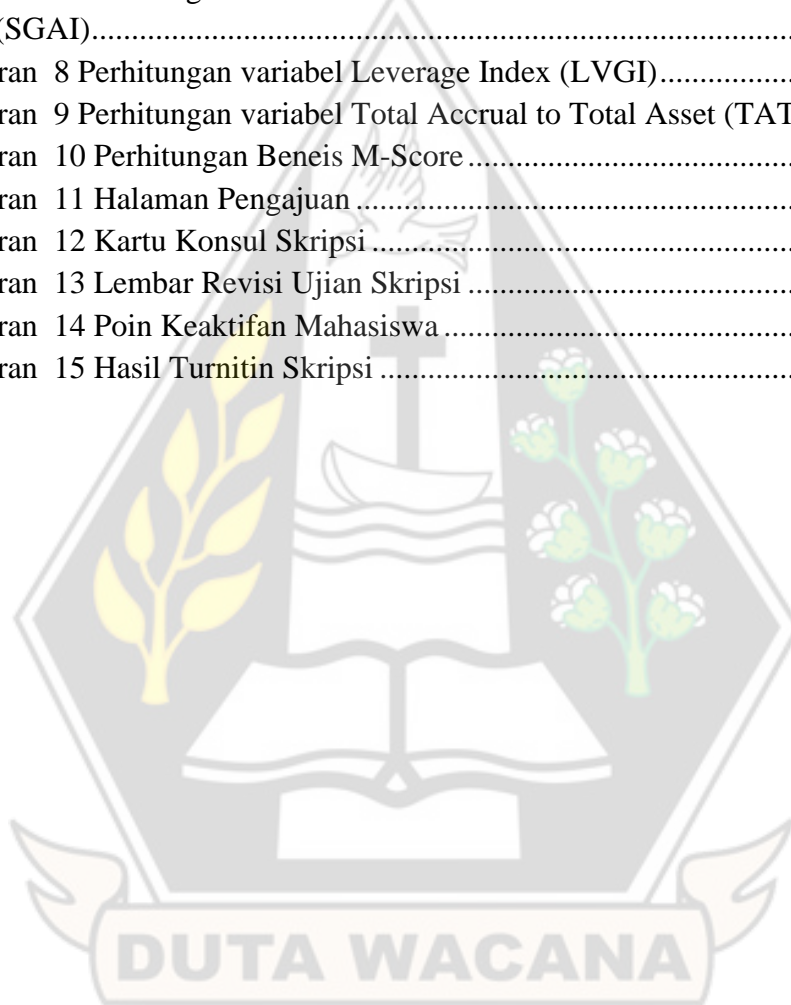 (SGAI)..........................................................................................
ran 8 Perhitungan variabel Leverage Index (LVGI)................
ran 9 Perhitungan variabel Total Accrual to Total Asset (TAT
ran 10 Perhitungan Beneis M-Score........................................
ran 11 Halaman Pengajuan.......................................................
ran 12 Kartu Konsul Skripsi.....................................................
ran 13 Lembar Revisi Ujian Skripsi.........................................
ran 14 Poin Keaktifan Mahasiswa............................................
ran 15 Hasil Turnitin Skripsi....................................................
DUTA WACANA